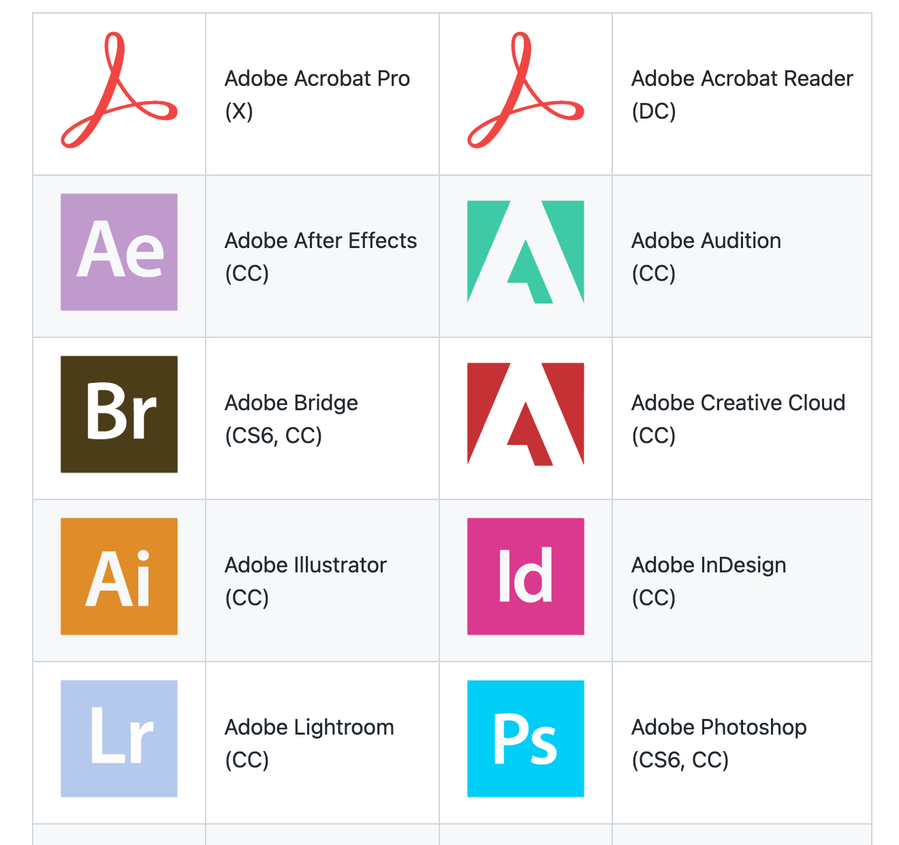 Adobe Acrobat Pro
(X)
Adobe Acrobat Reader
(DC)
Ae
Adobe After Effects
(CC)
Adobe Audition
(CC)
Br
Adobe Bridge
(CS6, CC)
Adobe Creative Cloud
(CC)
Ai
Adobe Illustrator
(CC)
Id
Adobe InDesign
(CC)
Lr
Adobe Lightroom
(CC)
Ps
Adobe Photoshop
(CS6, CC)